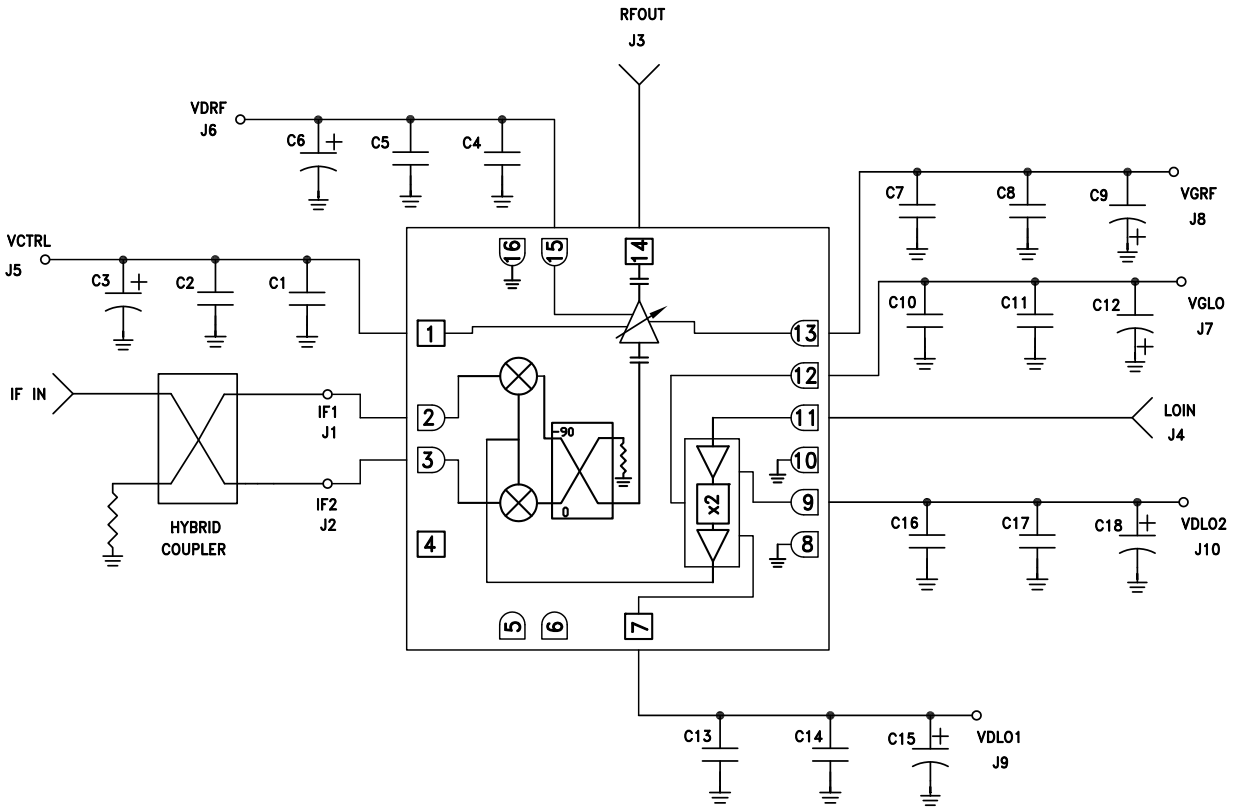 RFOUT
J3
VDRF
J6
C6
+
C5
C4
C7
C8
C9
+
VGRF
J8
VCTRL
J5
C3
+
C2
C1
16
15
14
C10
C11
C12
+
VGLO
J7
1
13
12
IF IN
IF1
J1
2
11
LOIN
J4
-90
3
10
x2
9
IF2
J2
0
HYBRID
COUPLER
4
8
C16
C17
C18
+
VDLO2
J10
5
6
7
C13
C14
C15
+
VDLO1
J9